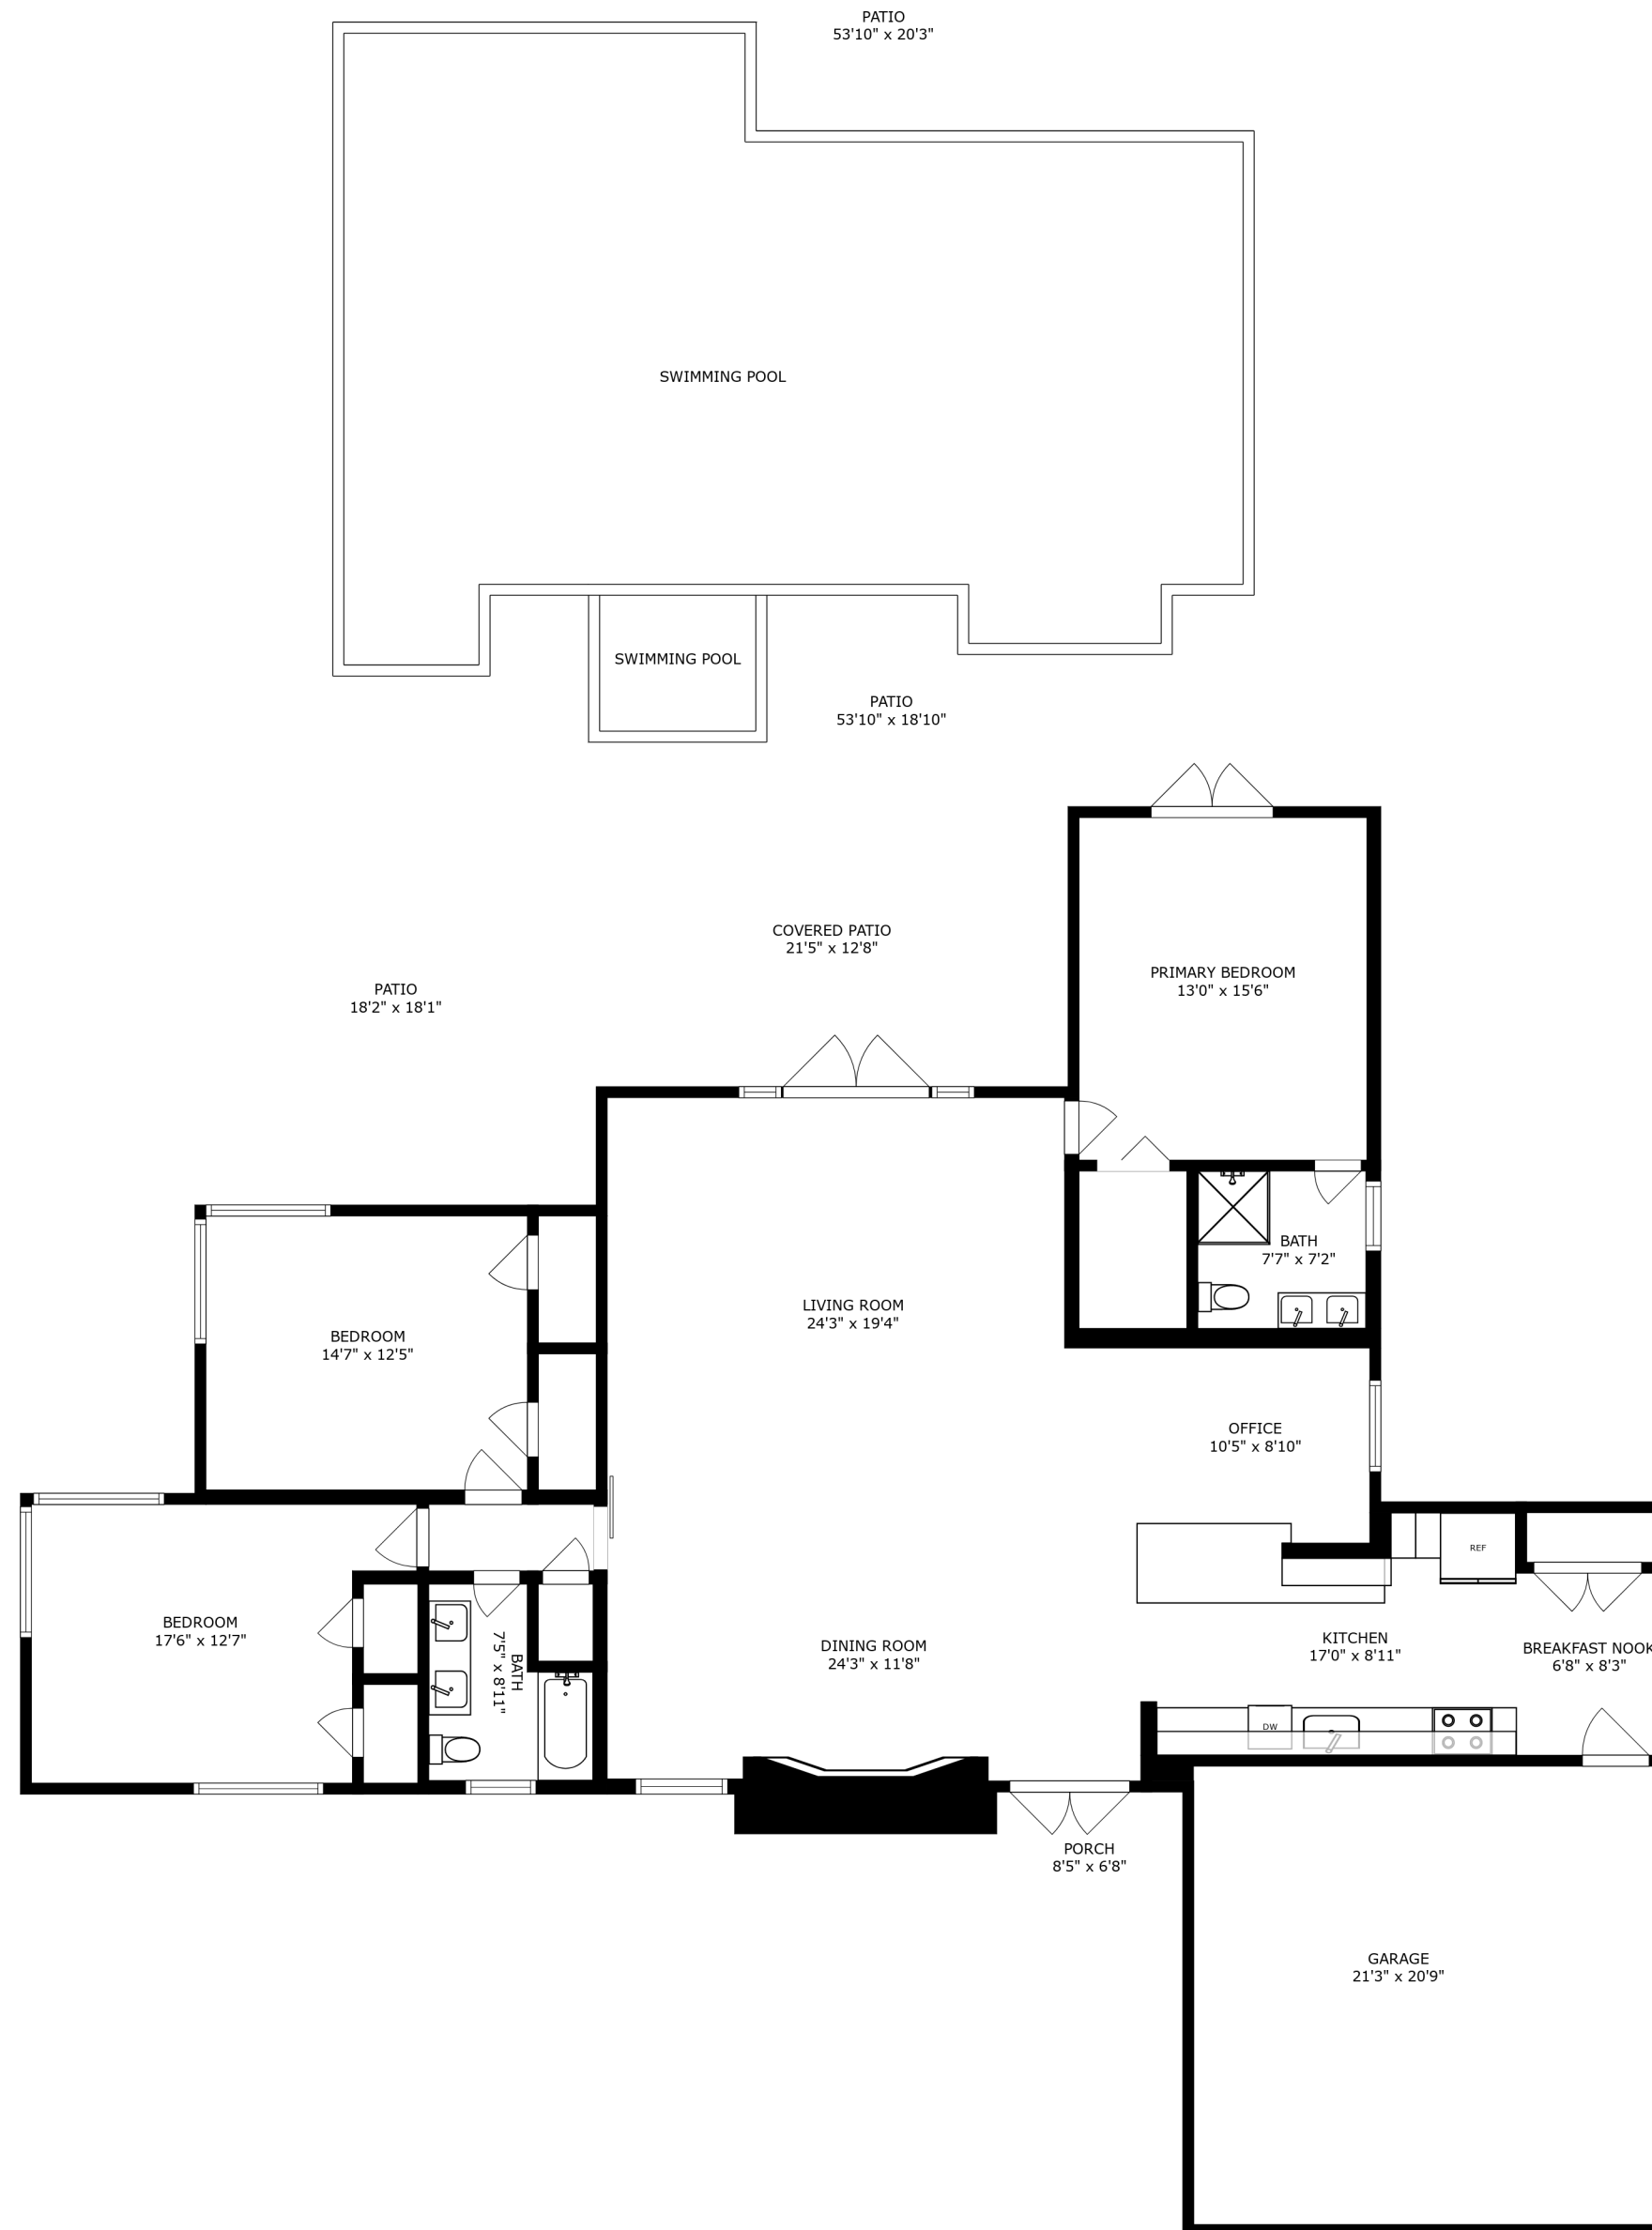 PATIO
53'10" x 20'3"
SWIMMING POOL
SWIMMING POOL
PATIO
53'10" x 18'10"
COVERED PATIO
21'5" x 12'8"
PRIMARY BEDROOM
13'0" x 15'6"
PATIO
18'2" x 18'1"
BATH
7'7" x 7'2"
LIVING ROOM
24'3" x 19'4"
BEDROOM
14'7" x 12'5"
OFFICE
10'5" x 8'10"
REF
BEDROOM
17'6" x 12'7"
BATH
7'5" x 8'11"
DINING ROOM
24'3" x 11'8"
KITCHEN
17'0" x 8'11"
BREAKFAST NOOK
6'8" x 8'3"
DW
PORCH
8'5" x 6'8"
GARAGE
21'3" x 20'9"